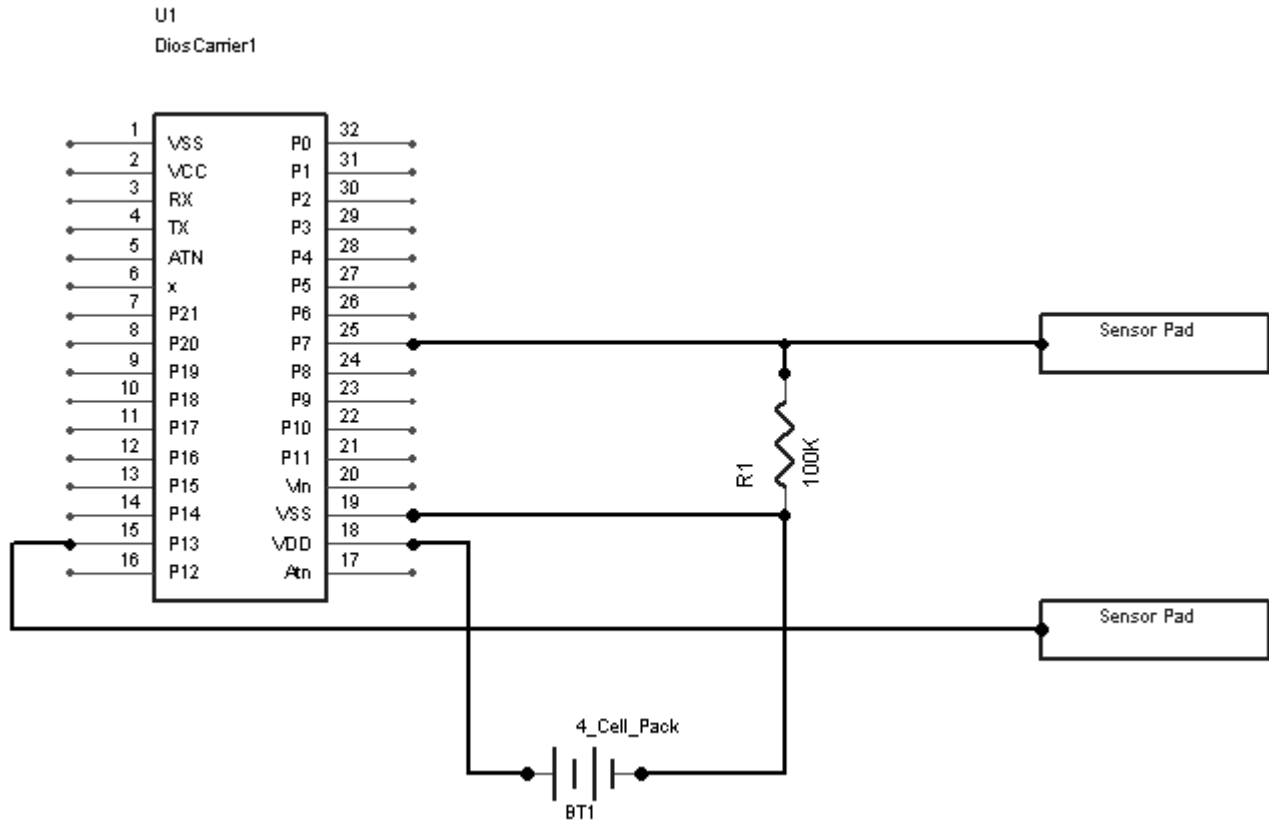 U1
DiosCarrier1
1 VSS P0 32
2 VCC P1 31
3 RX P2 30
4 TX P3 29
5 ATN P4 28
6 x P5 27
7 P21 P6 26
8 P20 P7 25
9 P19 P8 24
10 P18 P9 23
11 P17 P10 22
12 P16 P11 21
13 P15 Vin 20
14 P14 VSS 19
15 P13 VDD 18
16 P12 Atn 17
Sensor Pad
R1
100K
Sensor Pad
4_Cell_Pack
BT1